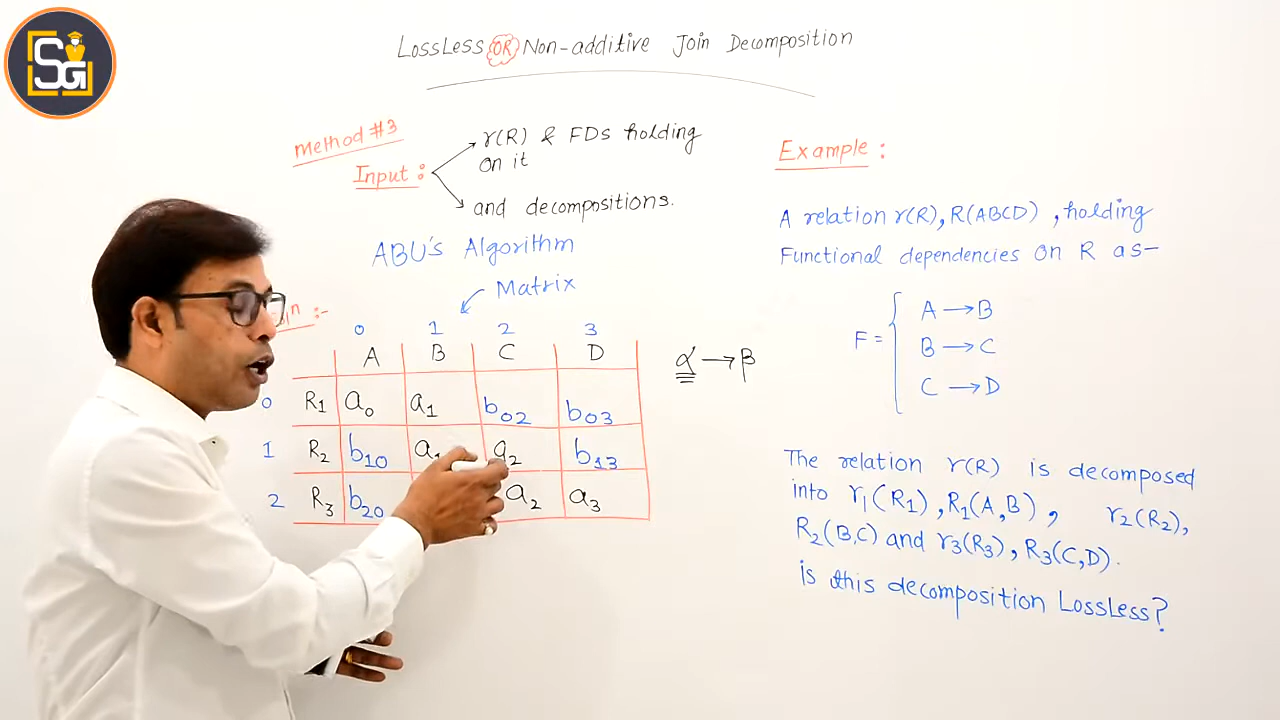 SG
LossLess OR Non-additive Join Decomposition
Method #3
Input :
r(R) & FDs holding
on it
and decompositions.
ABU's Algorithm
Matrix
:-
0 1 2 3
A B C D
0 R1 a0 a1 b02 b03
1 R2 b10 a2 b13
2 R3 b20 a2 a3
α → β
Example :
A relation r(R), R(ABCD) , holding
Functional dependencies on R as-
F = {
A → B
B → C
C → D
The relation r(R) is decomposed
into r1(R1), R1(A,B) , r2(R2),
R2(B,C) and r3(R3), R3(C,D).
is this decomposition LossLess?